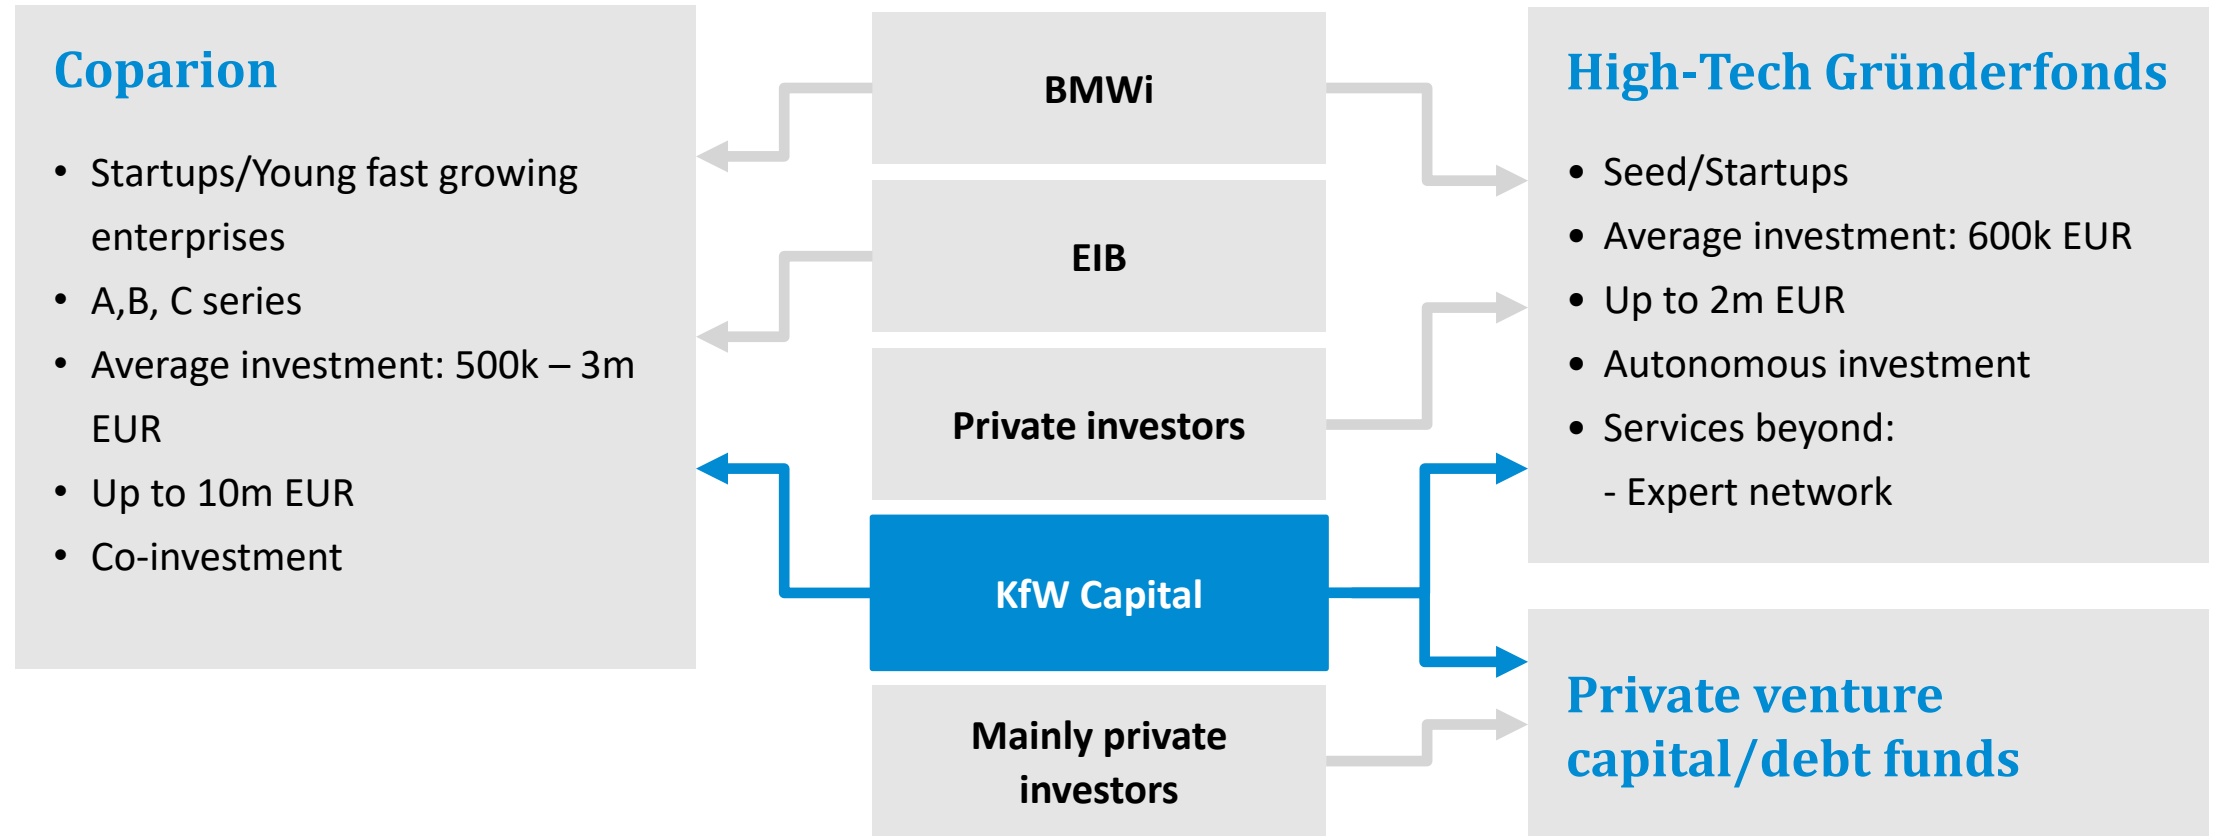 Coparion
• Startups/Young fast growing
enterprises
• A,B, C series
• Average investment: 500k – 3m
EUR
• Up to 10m EUR
• Co-investment
BMWi
EIB
Private investors
KfW Capital
Mainly private
investors
High-Tech Gründerfonds
• Seed/Startups
• Average investment: 600k EUR
• Up to 2m EUR
• Autonomous investment
• Services beyond:
- Expert network
Private venture
capital/debt funds